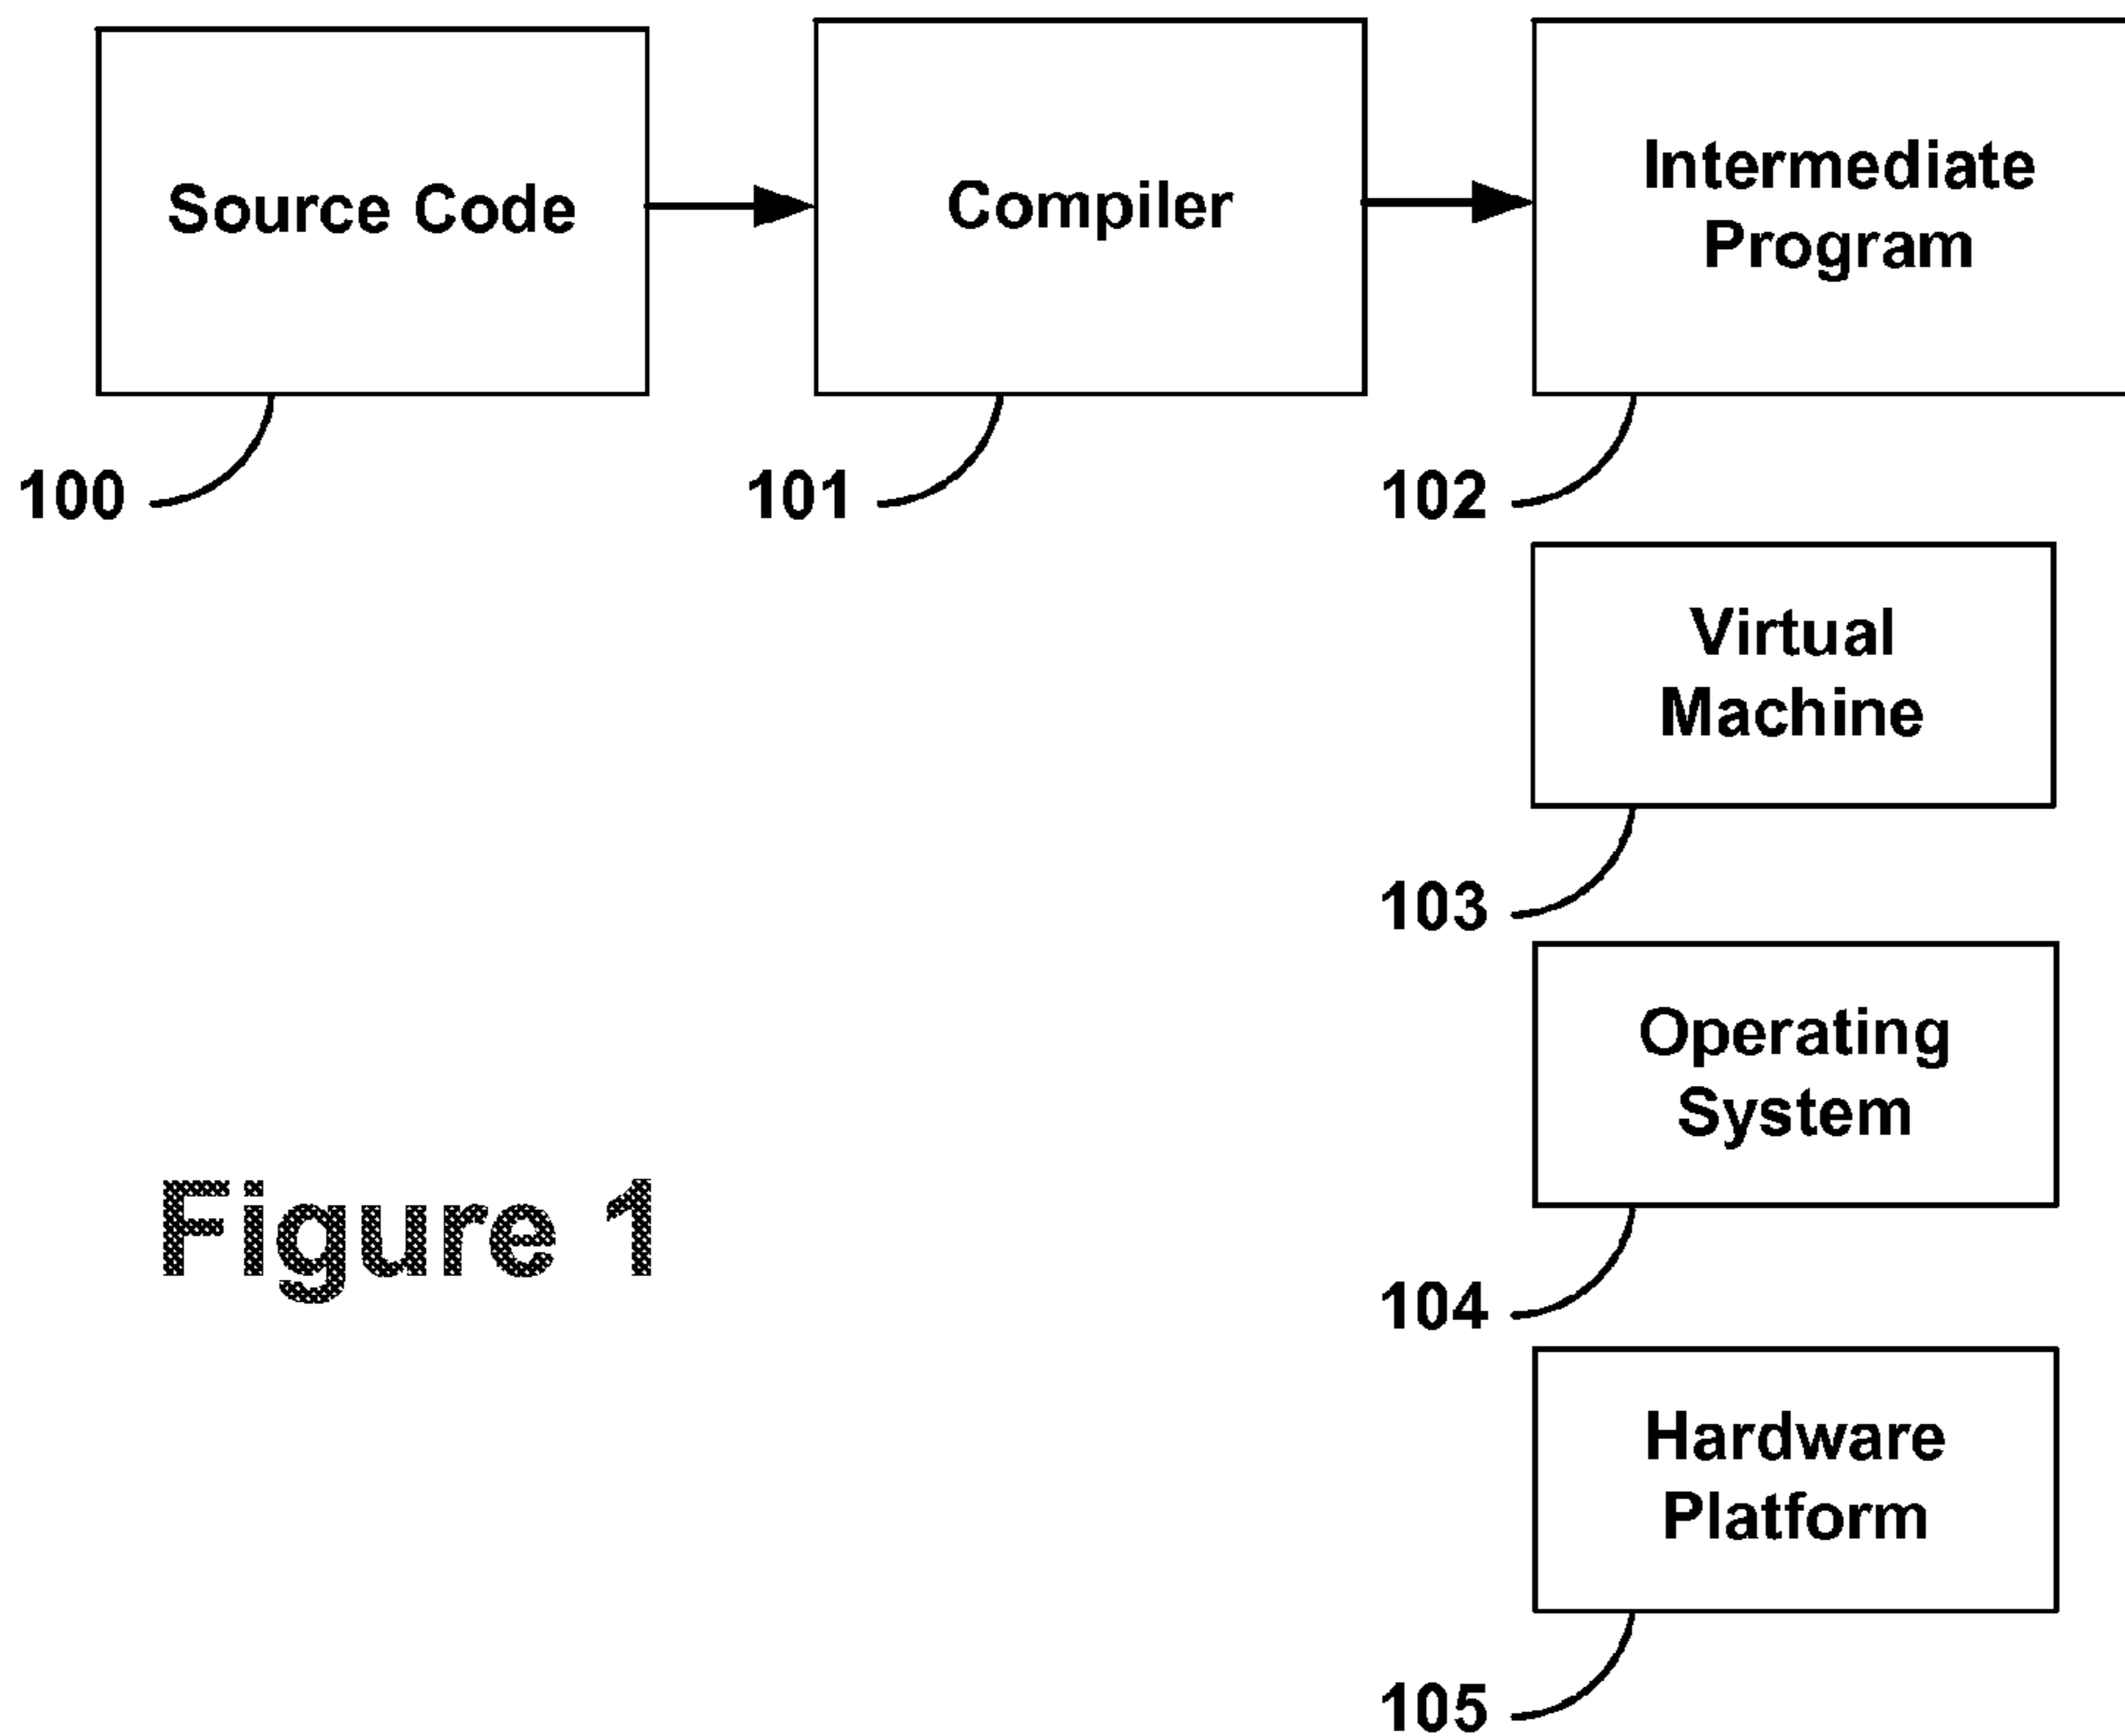 Source Code
Compiler
Intermediate
Program
100
101
102
Virtual
Machine
103
Operating
System
104
Hardware
Platform
105
Figure 1